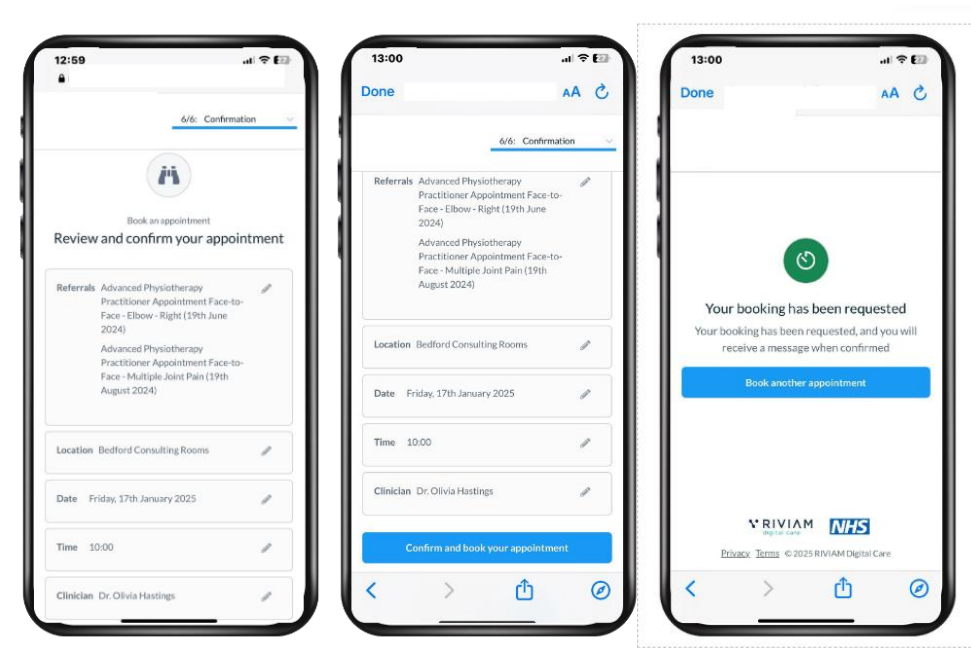 12:59
27
6/6: Confirmation
Book an appointment
Review and confirm your appointment
Referrals Advanced Physiotherapy
Practitioner Appointment Face-to-
Face - Elbow - Right (19th June
2024)
Advanced Physiotherapy
Practitioner Appointment Face-to-
Face - Multiple Joint Pain (19th
August 2024)
Location Bedford Consulting Rooms
Date Friday, 17th January 2025
Time 10:00
Clinician Dr. Olivia Hastings
13:00
27
Done AA
6/6: Confirmation
Referrals Advanced Physiotherapy
Practitioner Appointment Face-to-
Face - Elbow - Right (19th June
2024)
Advanced Physiotherapy
Practitioner Appointment Face-to-
Face - Multiple Joint Pain (19th
August 2024)
Location Bedford Consulting Rooms
Date Friday, 17th January 2025
Time 10:00
Clinician Dr. Olivia Hastings
Confirm and book your appointment
13:00
27
Done AA
Your booking has been requested
Your booking has been requested, and you will
receive a message when confirmed
Book another appointment
RIVIAM NHS
Digital Care
Privacy Terms © 2025 RIVIAM Digital Care